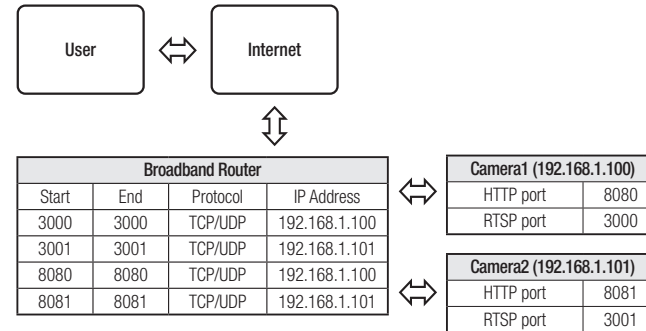 User
Internet
Broadband Router
Start End Protocol IP Address
3000 3000 TCP/UDP 192.168.1.100
3001 3001 TCP/UDP 192.168.1.101
8080 8080 TCP/UDP 192.168.1.100
8081 8081 TCP/UDP 192.168.1.101
Camera1 (192.168.1.100)
HTTP port 8080
RTSP port 3000
Camera2 (192.168.1.101)
HTTP port 8081
RTSP port 3001